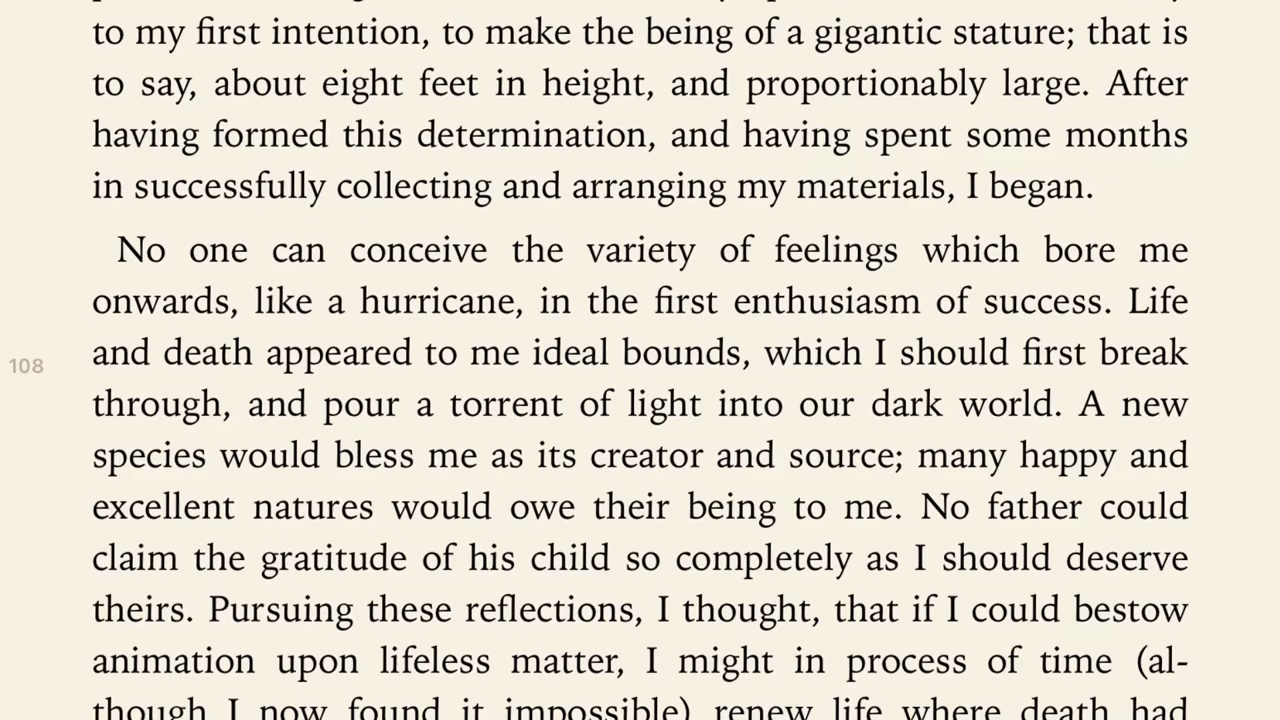 to my first intention, to make the being of a gigantic stature; that is
to say, about eight feet in height, and proportionably large. After
having formed this determination, and having spent some months
in successfully collecting and arranging my materials, I began.
No one can conceive the variety of feelings which bore me
onwards, like a hurricane, in the first enthusiasm of success. Life
and death appeared to me ideal bounds, which I should first break
108
through, and pour a torrent of light into our dark world. A new
species would bless me as its creator and source; many happy and
excellent natures would owe their being to me. No father could
claim the gratitude of his child so completely as I should deserve
theirs. Pursuing these reflections, I thought, that if I could bestow
animation upon lifeless matter, I might in process of time (al-
though I now found it impossible) renew life where death had